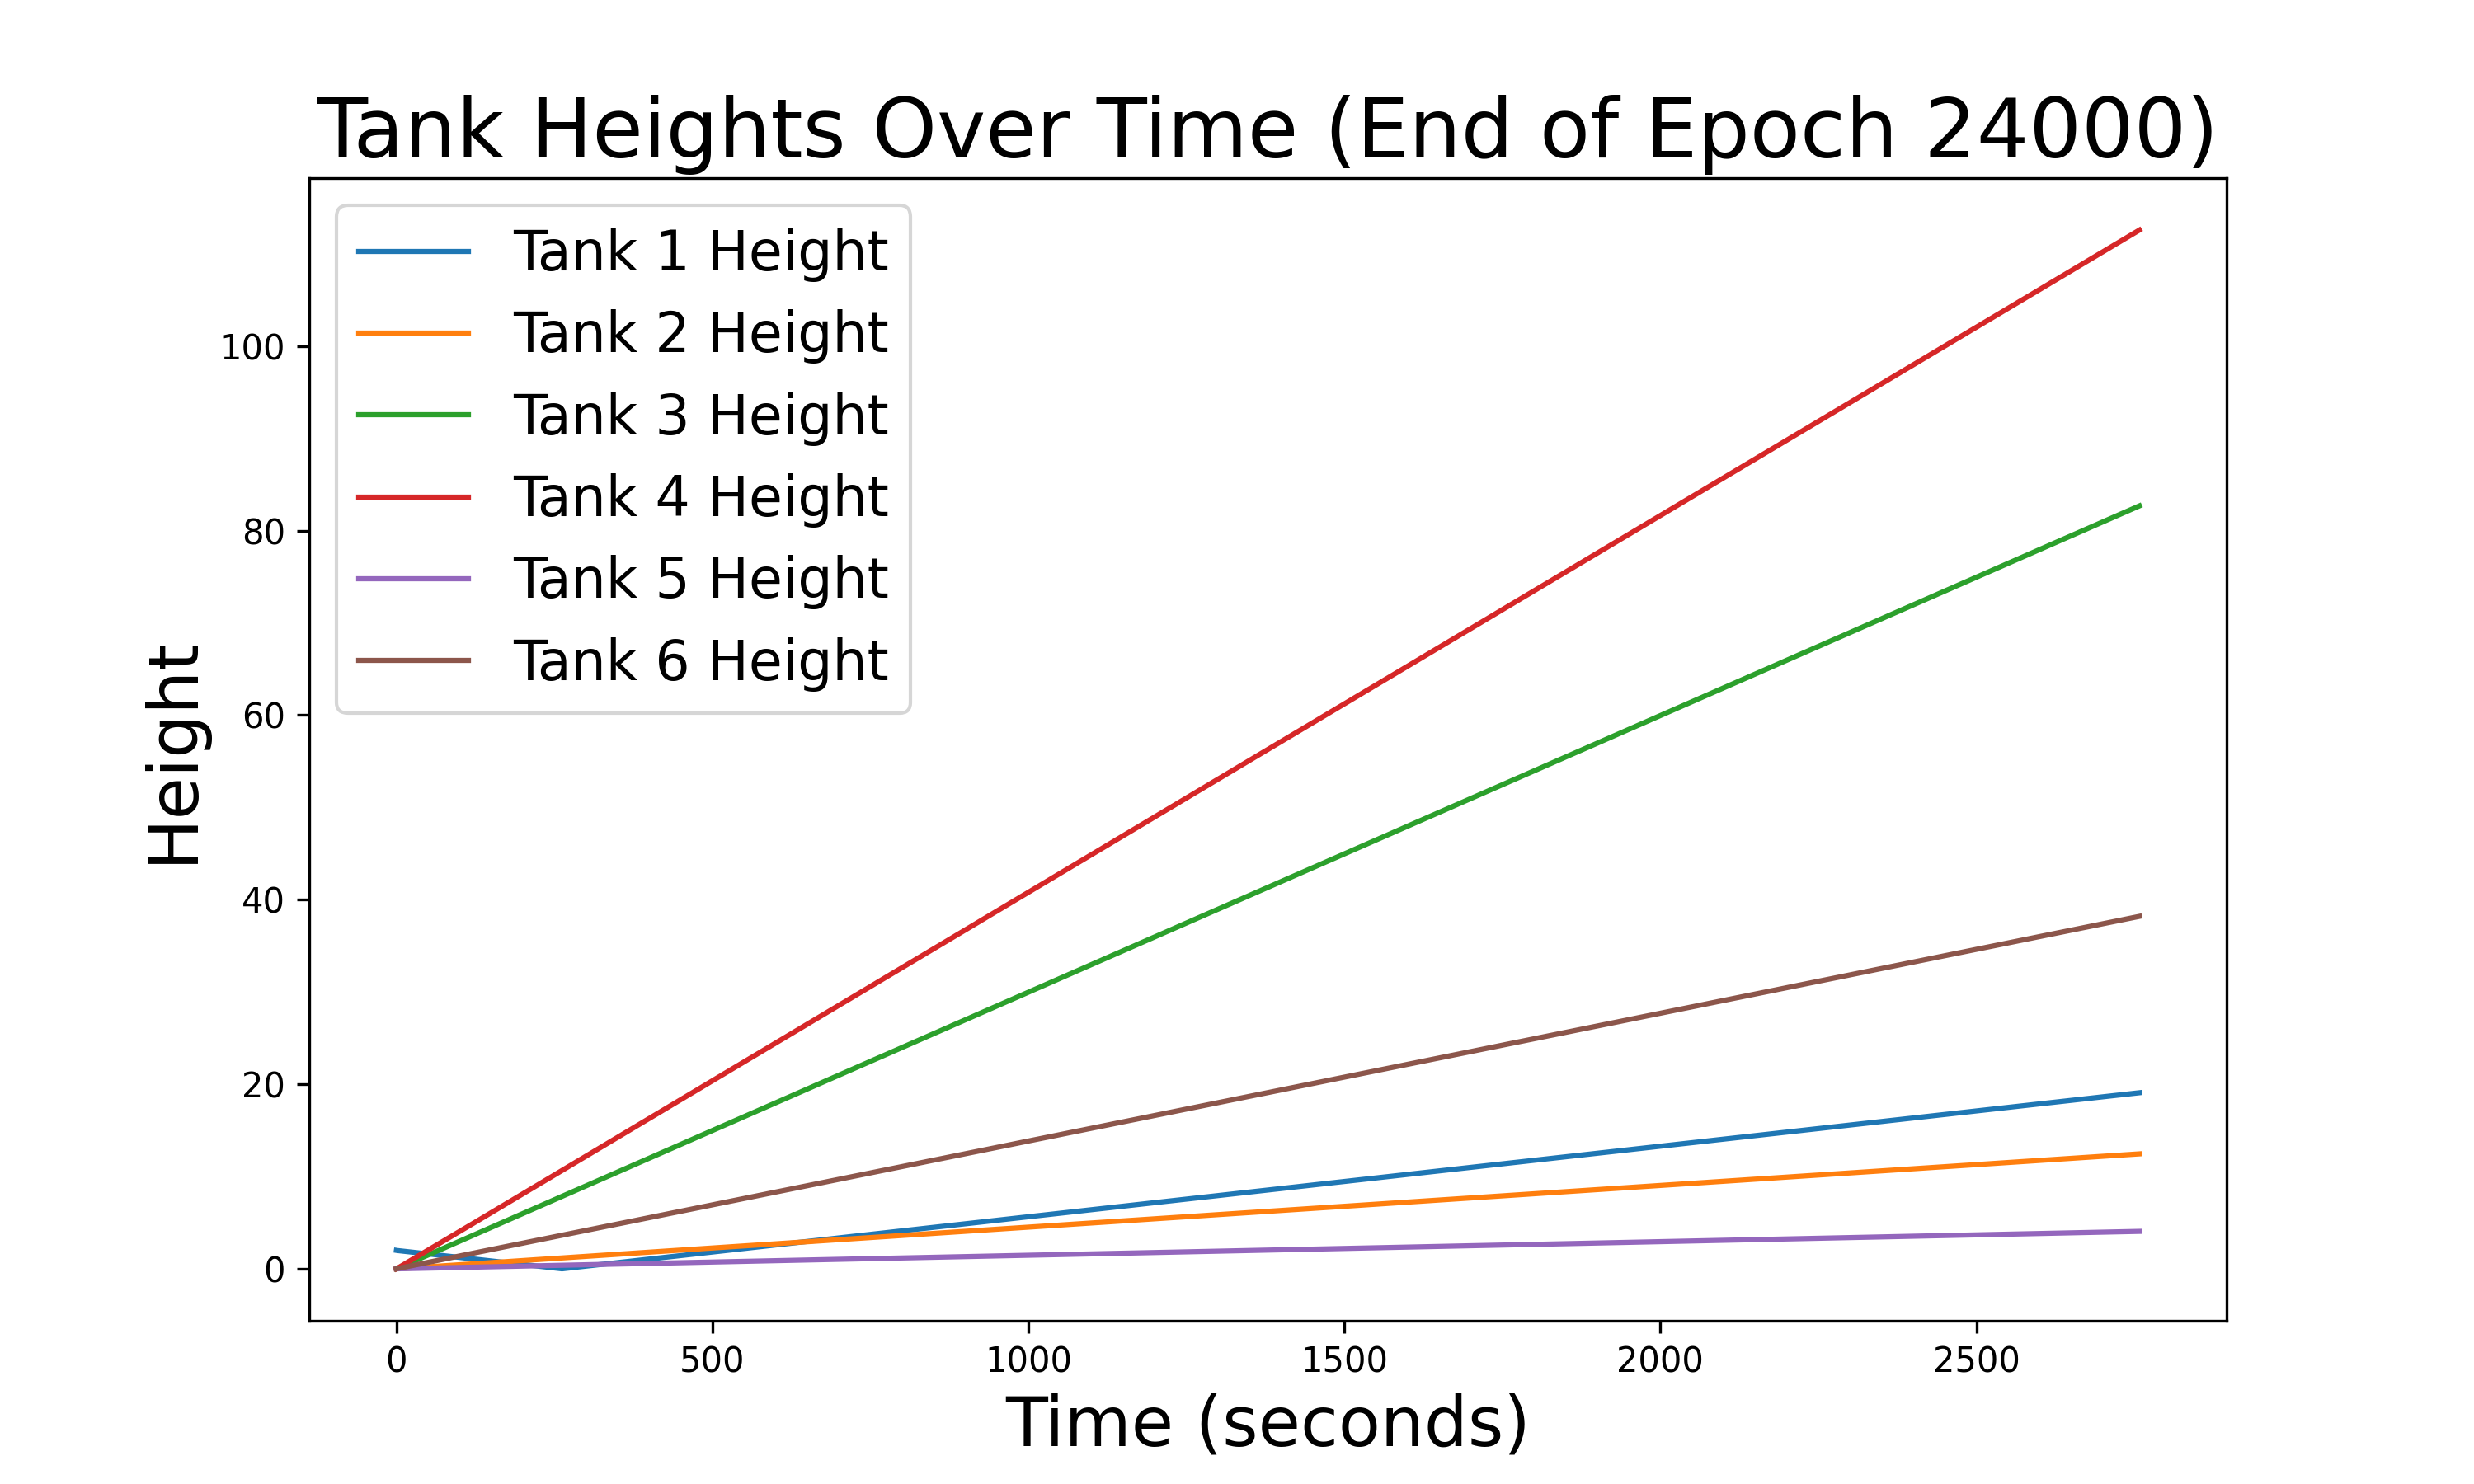 Tank Heights Over Time (End of Epoch 24000)
Tank 1 Height
Tank 2 Height
Tank 3 Height
Tank 4 Height
Tank 5 Height
Tank 6 Height
Height
100
80
60
40
20
0
0 500 1000 1500 2000 2500
Time (seconds)